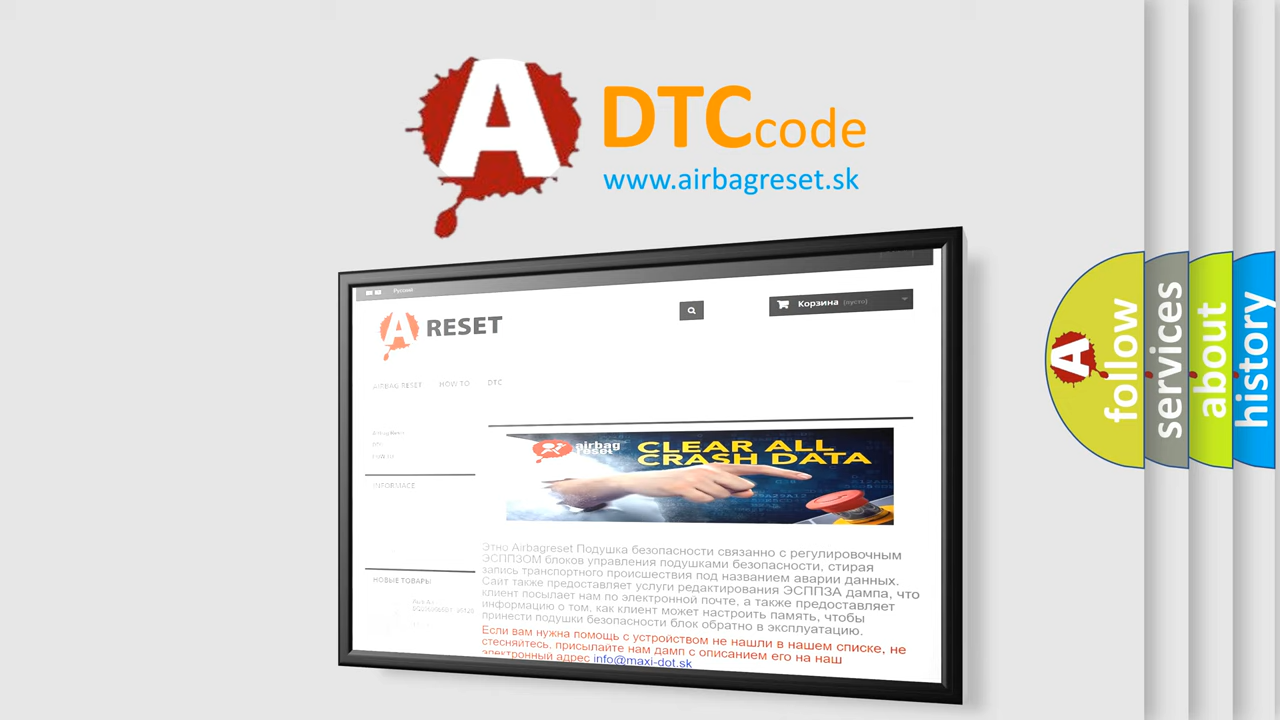 A
DTCcode
www.airbagreset.sk
Русский
A RESET
Корзина (пусто)
AIRBAG RESET HOW TO DTC
INFORMACE
airbag
reset
CLEAR ALL
CRASH DATA
Этно Airbagreset Подушка безопасности связанно с регулировочным
ЭСППЗОМ блоков управления подушками безопасности, стирая
запись транспортного происшествия под названием аварии данных.
Сайт также предоставляет услуги редактирования ЭСППЗА дампа, что
клиент посылает нам по электронной почте, а также предоставляет
информацию о том, как клиент может настроить память, чтобы
принести подушки безопасности блок обратно в эксплуатацию.
Если вам нужна помощь с устройством не нашли в нашем списке, не
стесняйтесь, присылайте нам дамп с описанием его на наш
электронный адрес info@maxi-dot.sk
НОВЫЕ ТОВАРЫ
A
follow
services
about
history